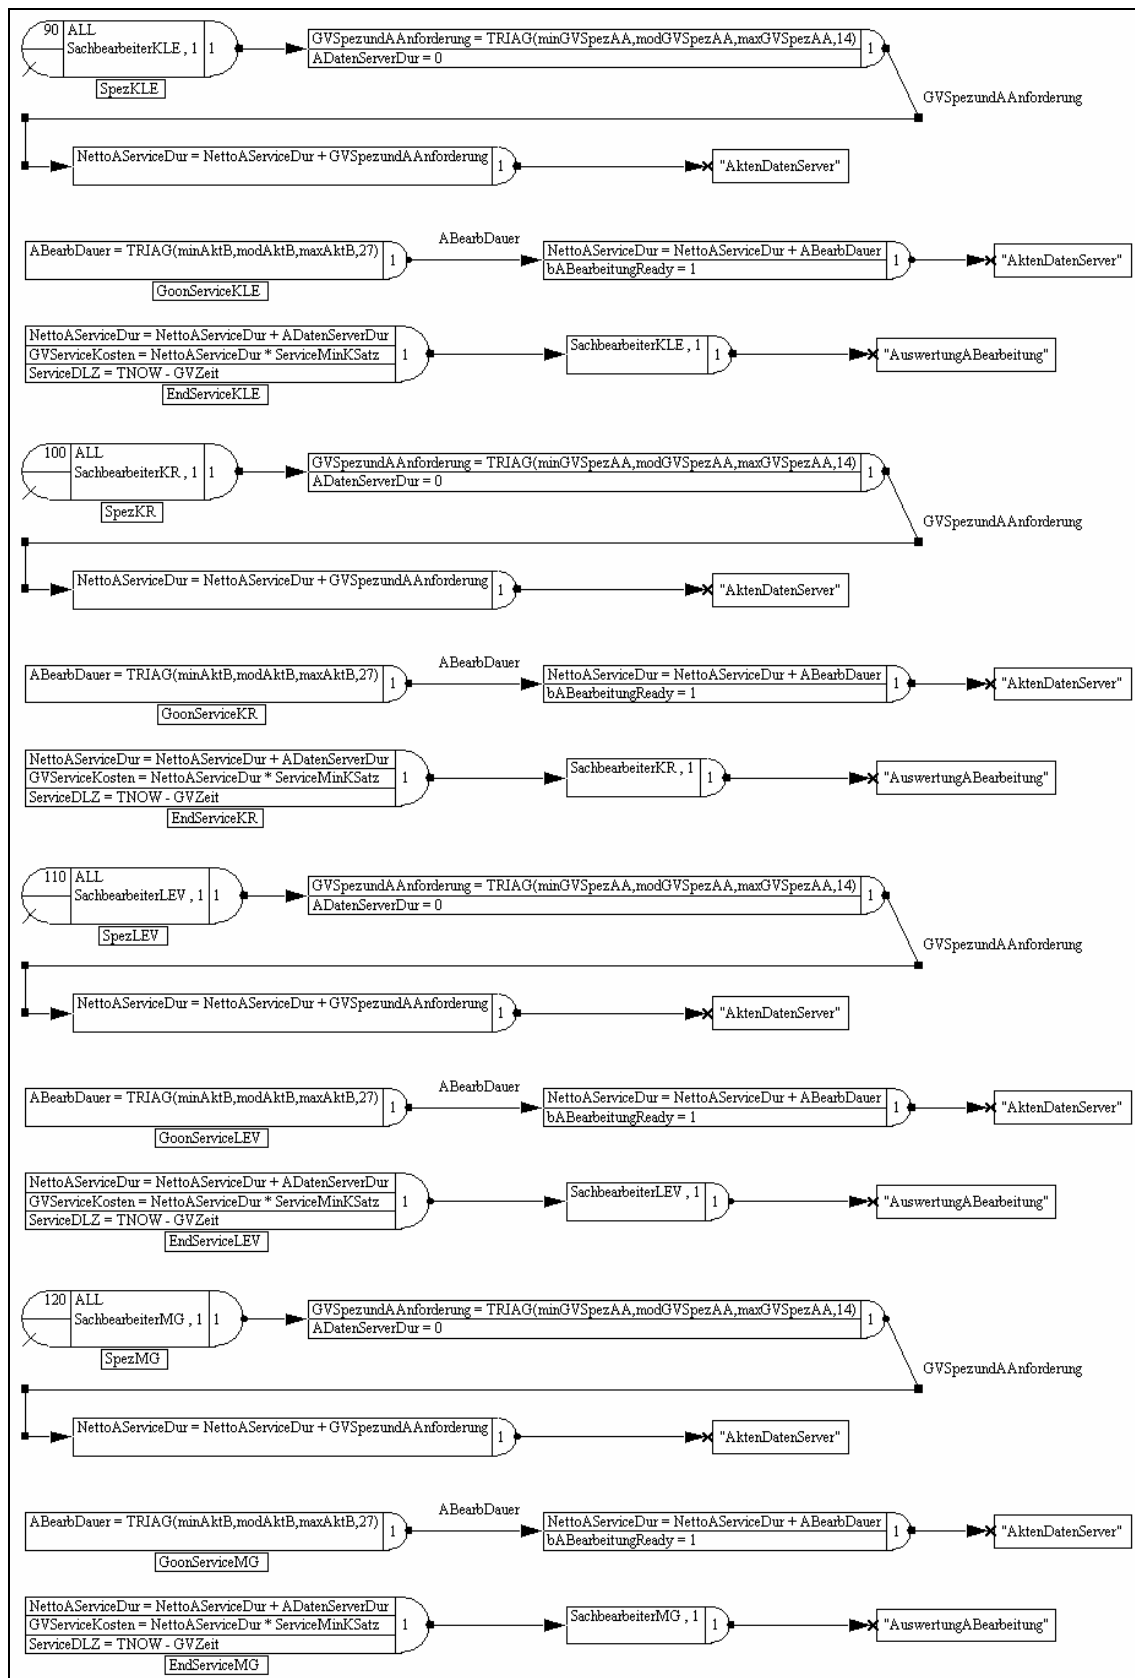 90 ALL
SachbearbeiterKLE , 1 1
SpezKLE
GVSpezundAAnforderung = TRIAG(minGVSpezAA,modGVSpezAA,maxGVSpezAA,14) 1
ADatenServerDur = 0
GVSpezundAAnforderung
NettoAServiceDur = NettoAServiceDur + GVSpezundAAnforderung 1 "AktenDatenServer"
ABearbDauer = TRIAG(minAktB,modAktB,maxAktB,27) 1
GoonServiceKLE
ABearbDauer
NettoAServiceDur = NettoAServiceDur + ABearbDauer 1
bABearbeitungReady = 1
"AktenDatenServer"
NettoAServiceDur = NettoAServiceDur + ADatenServerDur
GVServiceKosten = NettoAServiceDur * ServiceMinKSatz 1
ServiceDLZ = TNOW - GVZeit
EndServiceKLE
SachbearbeiterKLE , 1 1
"AuswertungABearbeitung"
100 ALL
SachbearbeiterKR , 1 1
SpezKR
GVSpezundAAnforderung = TRIAG(minGVSpezAA,modGVSpezAA,maxGVSpezAA,14) 1
ADatenServerDur = 0
GVSpezundAAnforderung
NettoAServiceDur = NettoAServiceDur + GVSpezundAAnforderung 1 "AktenDatenServer"
ABearbDauer = TRIAG(minAktB,modAktB,maxAktB,27) 1
GoonServiceKR
ABearbDauer
NettoAServiceDur = NettoAServiceDur + ABearbDauer 1
bABearbeitungReady = 1
"AktenDatenServer"
NettoAServiceDur = NettoAServiceDur + ADatenServerDur
GVServiceKosten = NettoAServiceDur * ServiceMinKSatz 1
ServiceDLZ = TNOW - GVZeit
EndServiceKR
SachbearbeiterKR , 1 1
"AuswertungABearbeitung"
110 ALL
SachbearbeiterLEV , 1 1
SpezLEV
GVSpezundAAnforderung = TRIAG(minGVSpezAA,modGVSpezAA,maxGVSpezAA,14) 1
ADatenServerDur = 0
GVSpezundAAnforderung
NettoAServiceDur = NettoAServiceDur + GVSpezundAAnforderung 1 "AktenDatenServer"
ABearbDauer = TRIAG(minAktB,modAktB,maxAktB,27) 1
GoonServiceLEV
ABearbDauer
NettoAServiceDur = NettoAServiceDur + ABearbDauer 1
bABearbeitungReady = 1
"AktenDatenServer"
NettoAServiceDur = NettoAServiceDur + ADatenServerDur
GVServiceKosten = NettoAServiceDur * ServiceMinKSatz 1
ServiceDLZ = TNOW - GVZeit
EndServiceLEV
SachbearbeiterLEV , 1 1
"AuswertungABearbeitung"
120 ALL
SachbearbeiterMG , 1 1
SpezMG
GVSpezundAAnforderung = TRIAG(minGVSpezAA,modGVSpezAA,maxGVSpezAA,14) 1
ADatenServerDur = 0
GVSpezundAAnforderung
NettoAServiceDur = NettoAServiceDur + GVSpezundAAnforderung 1 "AktenDatenServer"
ABearbDauer = TRIAG(minAktB,modAktB,maxAktB,27) 1
GoonServiceMG
ABearbDauer
NettoAServiceDur = NettoAServiceDur + ABearbDauer 1
bABearbeitungReady = 1
"AktenDatenServer"
NettoAServiceDur = NettoAServiceDur + ADatenServerDur
GVServiceKosten = NettoAServiceDur * ServiceMinKSatz 1
ServiceDLZ = TNOW - GVZeit
EndServiceMG
SachbearbeiterMG , 1 1
"AuswertungABearbeitung"